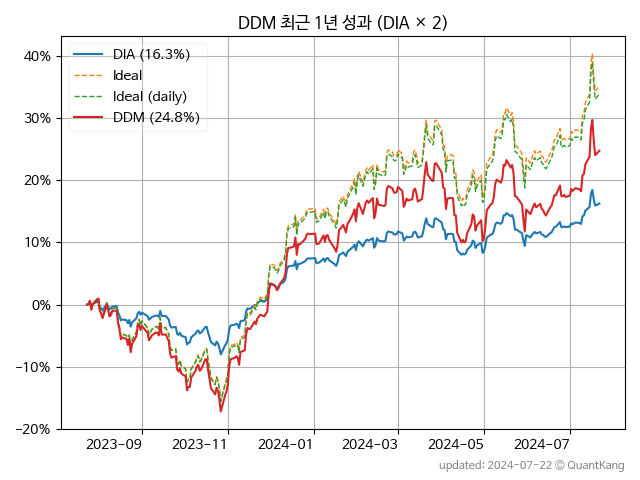 DDM 최근 1년 성과 (DIA × 2)
DIA (16.3%)
Ideal
Ideal (daily)
DDM (24.8%)
40%
30%
20%
10%
0%
−10%
−20%
2023-09
2023-11
2024-01
2024-03
2024-05
2024-07
updated: 2024-07-22 © QuantKang